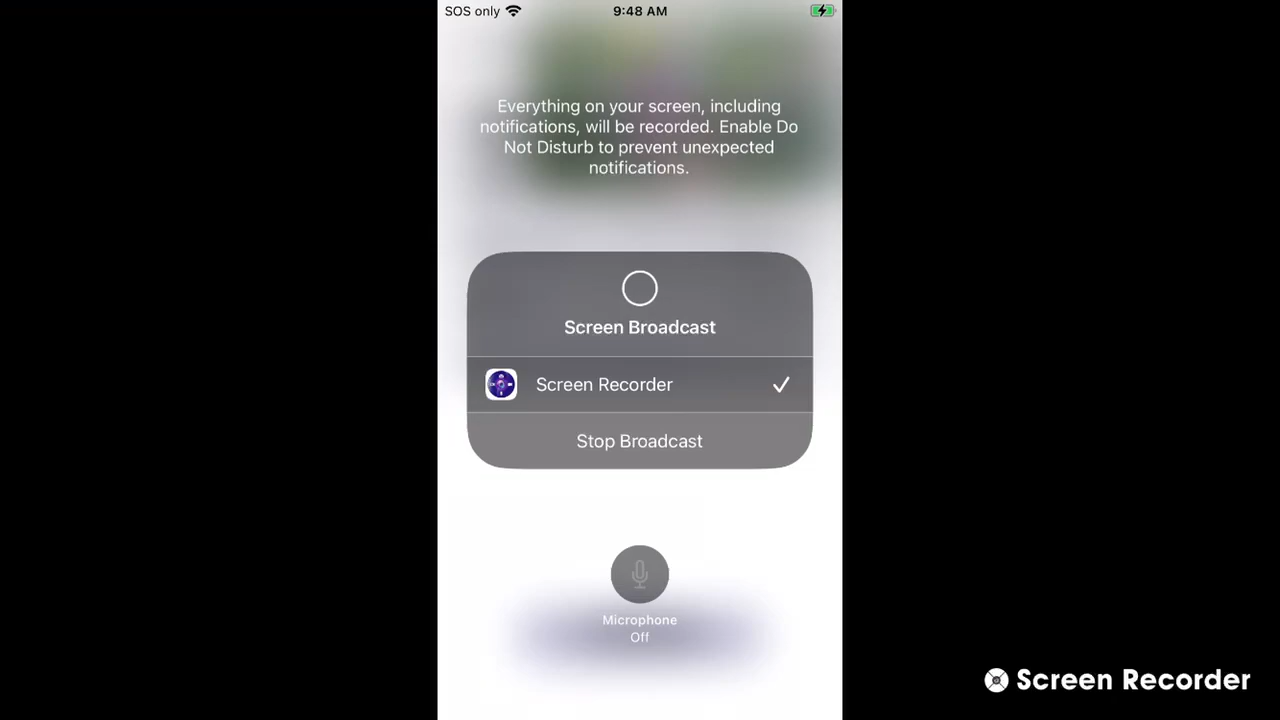 SOS only
9:48 AM
Everything on your screen, including
notifications, will be recorded. Enable Do
Not Disturb to prevent unexpected
notifications.
Screen Broadcast
Screen Recorder
Stop Broadcast
Microphone
Off
Screen Recorder